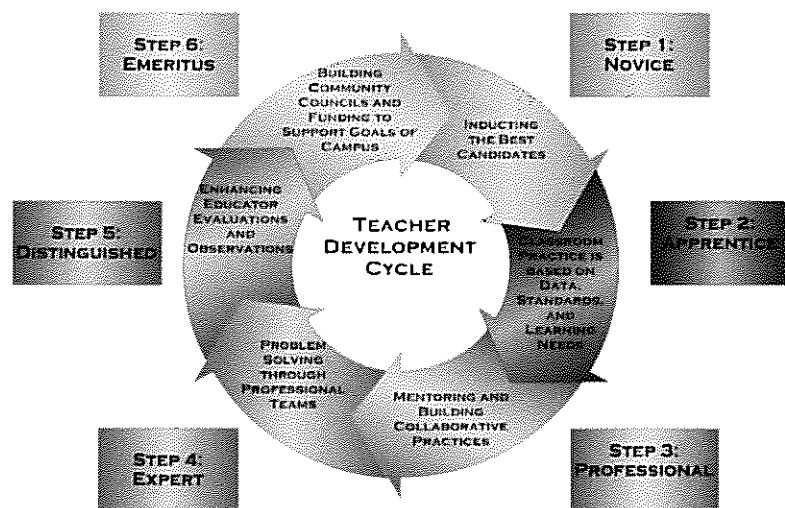 TEACHER
DEVELOPMENT
CYCLE
STEP 1:
NOVICE
INDUCTING
THE BEST
CANDIDATES
STEP 2:
APPRENTICE
CLASSROOM
PRACTICE IS
BASED ON
DATA,
STANDARDS,
AND
LEARNING
NEEDS
STEP 3:
PROFESSIONAL
MENTORING AND
BUILDING
COLLABORATIVE
PRACTICES
STEP 4:
EXPERT
PROBLEM
SOLVING
THROUGH
PROFESSIONAL
TEAMS
STEP 5:
DISTINGUISHED
ENHANCING
EDUCATOR
EVALUATIONS
AND
OBSERVATIONS
STEP 6:
EMERITUS
BUILDING
COMMUNITY
COUNCILS AND
FUNDING TO
SUPPORT GOALS OF
CAMPUS